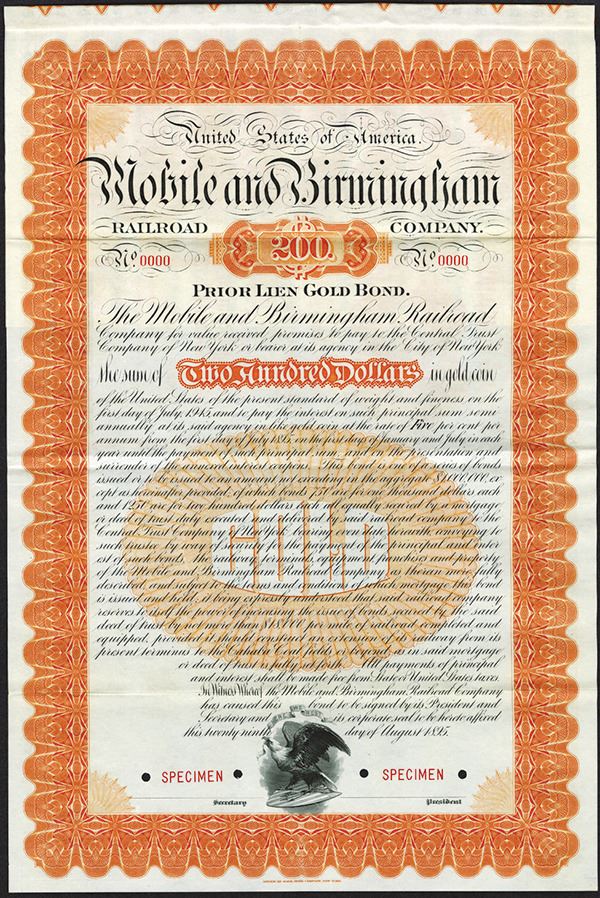 United States of America.
Mobile and Birmingham
RAILROAD 200. COMPANY.
No. 0000 No. 0000
PRIOR LIEN GOLD BOND.
The Mobile and Birmingham Railroad
Company for value received, promises to pay to the Central Trust
Company of New York or bearer at its agency in the City of New York
the sum of Two Hundred Dollars in gold coin
of the United States of the present standard of weight and fineness on the
first day of July, 1945, and to pay the interest on such principal sum semi
annually, at its said agency in like coin at the rate of Five per cent per
annum from the first day of July 1895 on the first days of January and July in each
year until the payment of such principal sum, and on the presentation and
surrender of the annexed coupons. This bond is one of a series of bonds
issued or to be issued to an amount not exceeding in the aggregate $600,000, ex
cept as herein provided, of which bonds are for one thousand dollars each
and are for two hundred dollars each, all equally secured by a mortgage
or deed of trust duly executed by said railroad company to the
Central Trust Company of New York bearing even date herewith, conveying
to such trustee by way of security for the payment of the principal and inter
est of such bonds, the railway, terminals, equipment, franchises and property
of the Mobile and Birmingham Railroad Company as therein more fully
described, and subject to the terms and conditions of which mortgage this bond
is issued and held, it being expressly understood that said railroad company
reserves to itself the power of increasing the issue of bonds secured by the said
deed of trust by not more than per mile of railroad completed and
equipped, provided it shall construct an extension of its railway from its
present terminus to the Cahaba Coal fields or beyond, as in said mortgage
or deed of trust is fully set forth. All payments of principal
and interest shall be made free from State or United States taxes.
In Witness Whereof the Mobile and Birmingham Railroad Company
has caused this bond to be signed by its President and
Secretary and its corporate seal to be hereto affixed
this twenty ninth day of August 1895.
GOLD
SPECIMEN SPECIMEN
Secretary President